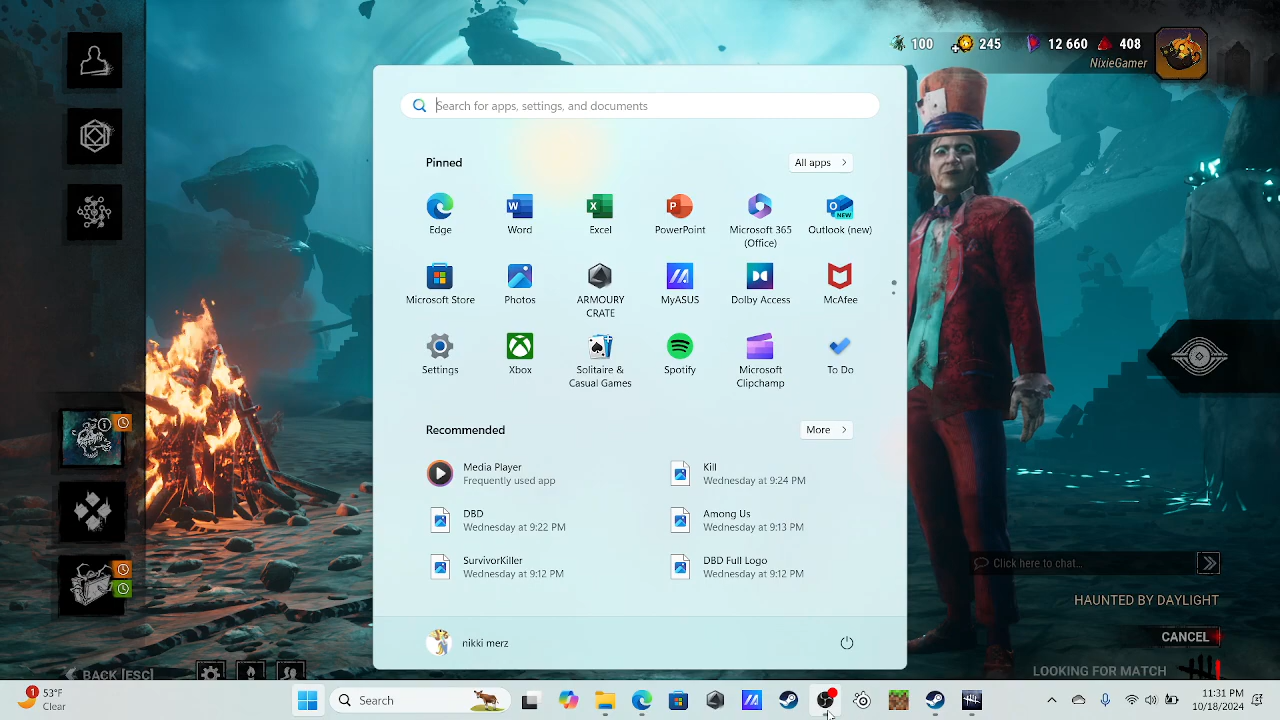 100 245 12 660 408
NixieGamer
Search for apps, settings, and documents
Pinned
All apps
Edge
Word
Excel
PowerPoint
Microsoft 365
(Office)
Outlook (new)
NEW
Microsoft Store
Photos
ARMOURY
CRATE
MyASUS
Dolby Access
McAfee
Settings
Xbox
Solitaire &
Casual Games
Spotify
Microsoft
Clipchamp
To Do
Recommended
More
Media Player
Frequently used app
Kill
Wednesday at 9:24 PM
DBD
Wednesday at 9:22 PM
Among Us
Wednesday at 9:13 PM
SurvivorKiller
Wednesday at 9:12 PM
DBD Full Logo
Wednesday at 9:12 PM
nikki merz
1
Click here to chat...
HAUNTED BY DAYLIGHT
CANCEL
LOOKING FOR MATCH
BACK [ESC]
1
53°F
Clear
Search
11:31 PM
10/18/2024